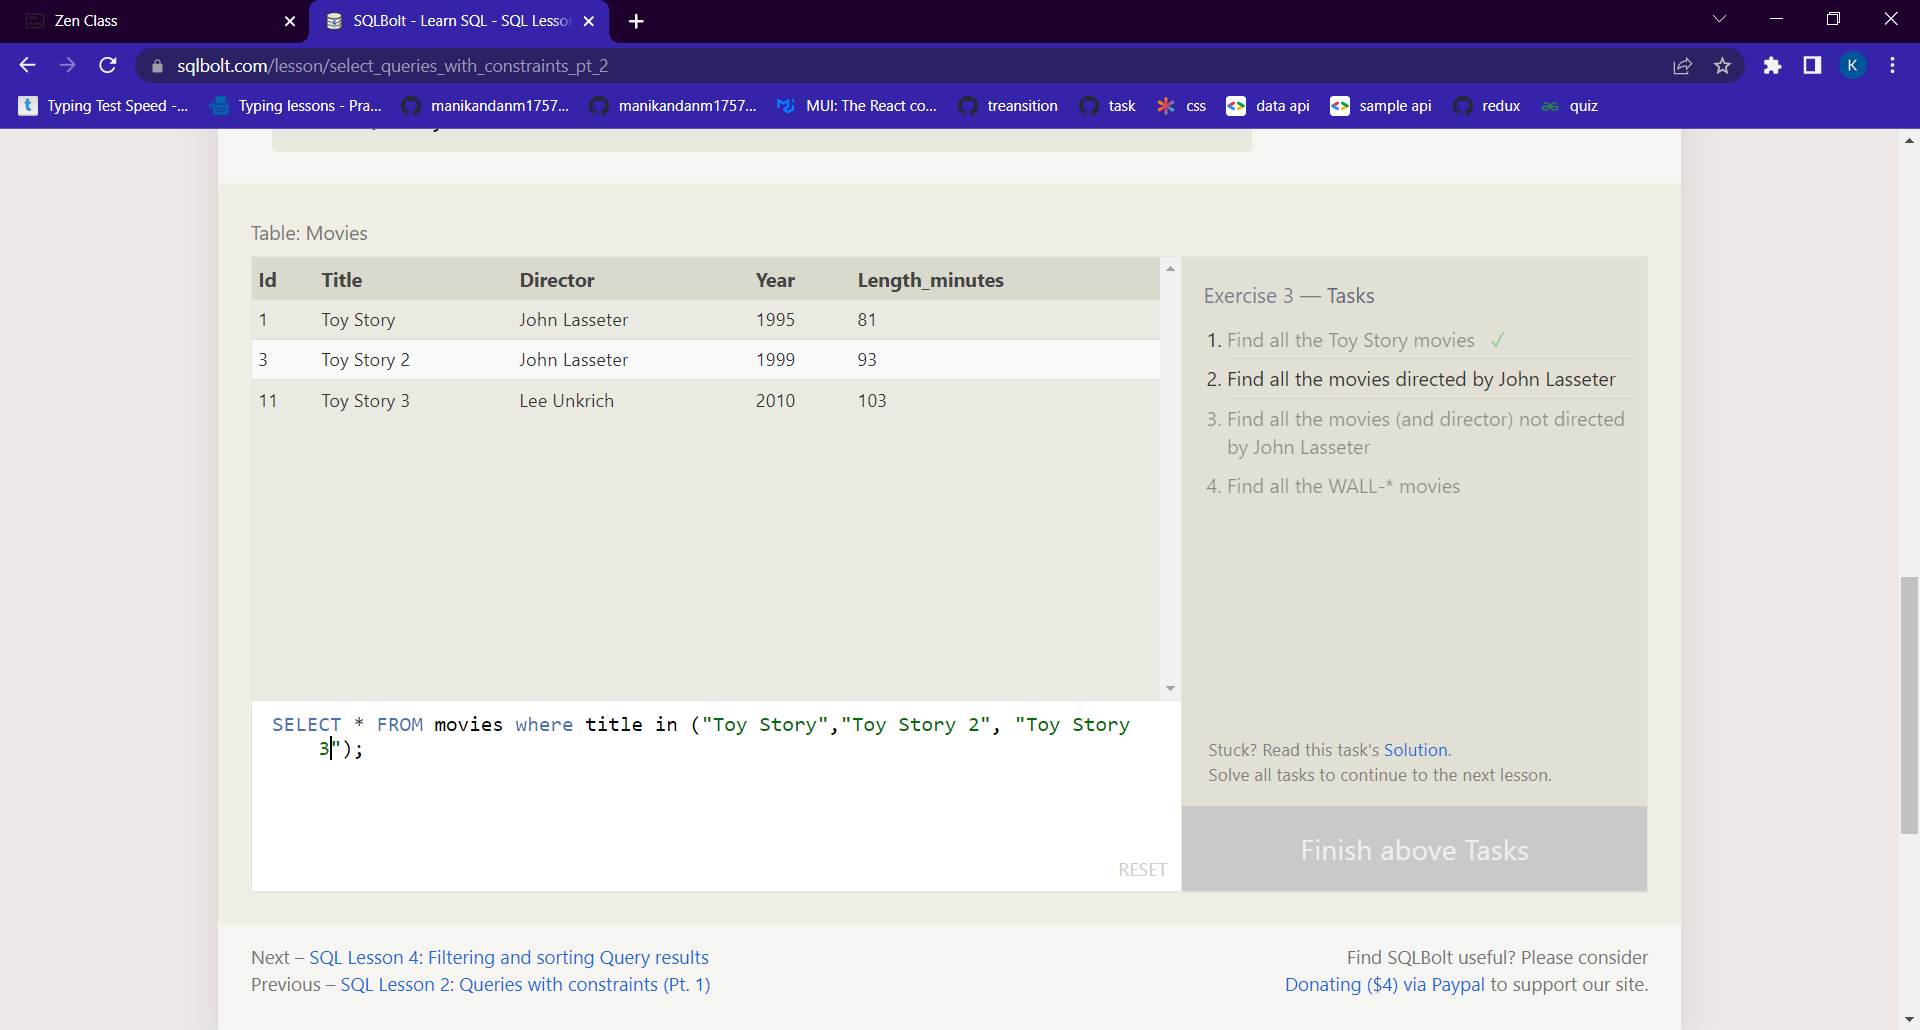 Zen Class
SQLBolt - Learn SQL - SQL Lesson
sqlbolt.com/lesson/select_queries_with_constraints_pt_2
K
Typing Test Speed -... Typing lessons - Pra... manikandanm1757... manikandanm1757... MUI: The React co... treansition task css data api sample api redux quiz
Table: Movies
Id Title Director Year Length_minutes
1 Toy Story John Lasseter 1995 81
3 Toy Story 2 John Lasseter 1999 93
11 Toy Story 3 Lee Unkrich 2010 103
Exercise 3 — Tasks
1. Find all the Toy Story movies ✓
2. Find all the movies directed by John Lasseter
3. Find all the movies (and director) not directed
by John Lasseter
4. Find all the WALL-* movies
SELECT * FROM movies where title in ("Toy Story","Toy Story 2", "Toy Story
3");
RESET
Stuck? Read this task's Solution.
Solve all tasks to continue to the next lesson.
Finish above Tasks
Next – SQL Lesson 4: Filtering and sorting Query results
Previous – SQL Lesson 2: Queries with constraints (Pt. 1)
Find SQLBolt useful? Please consider
Donating ($4) via Paypal to support our site.